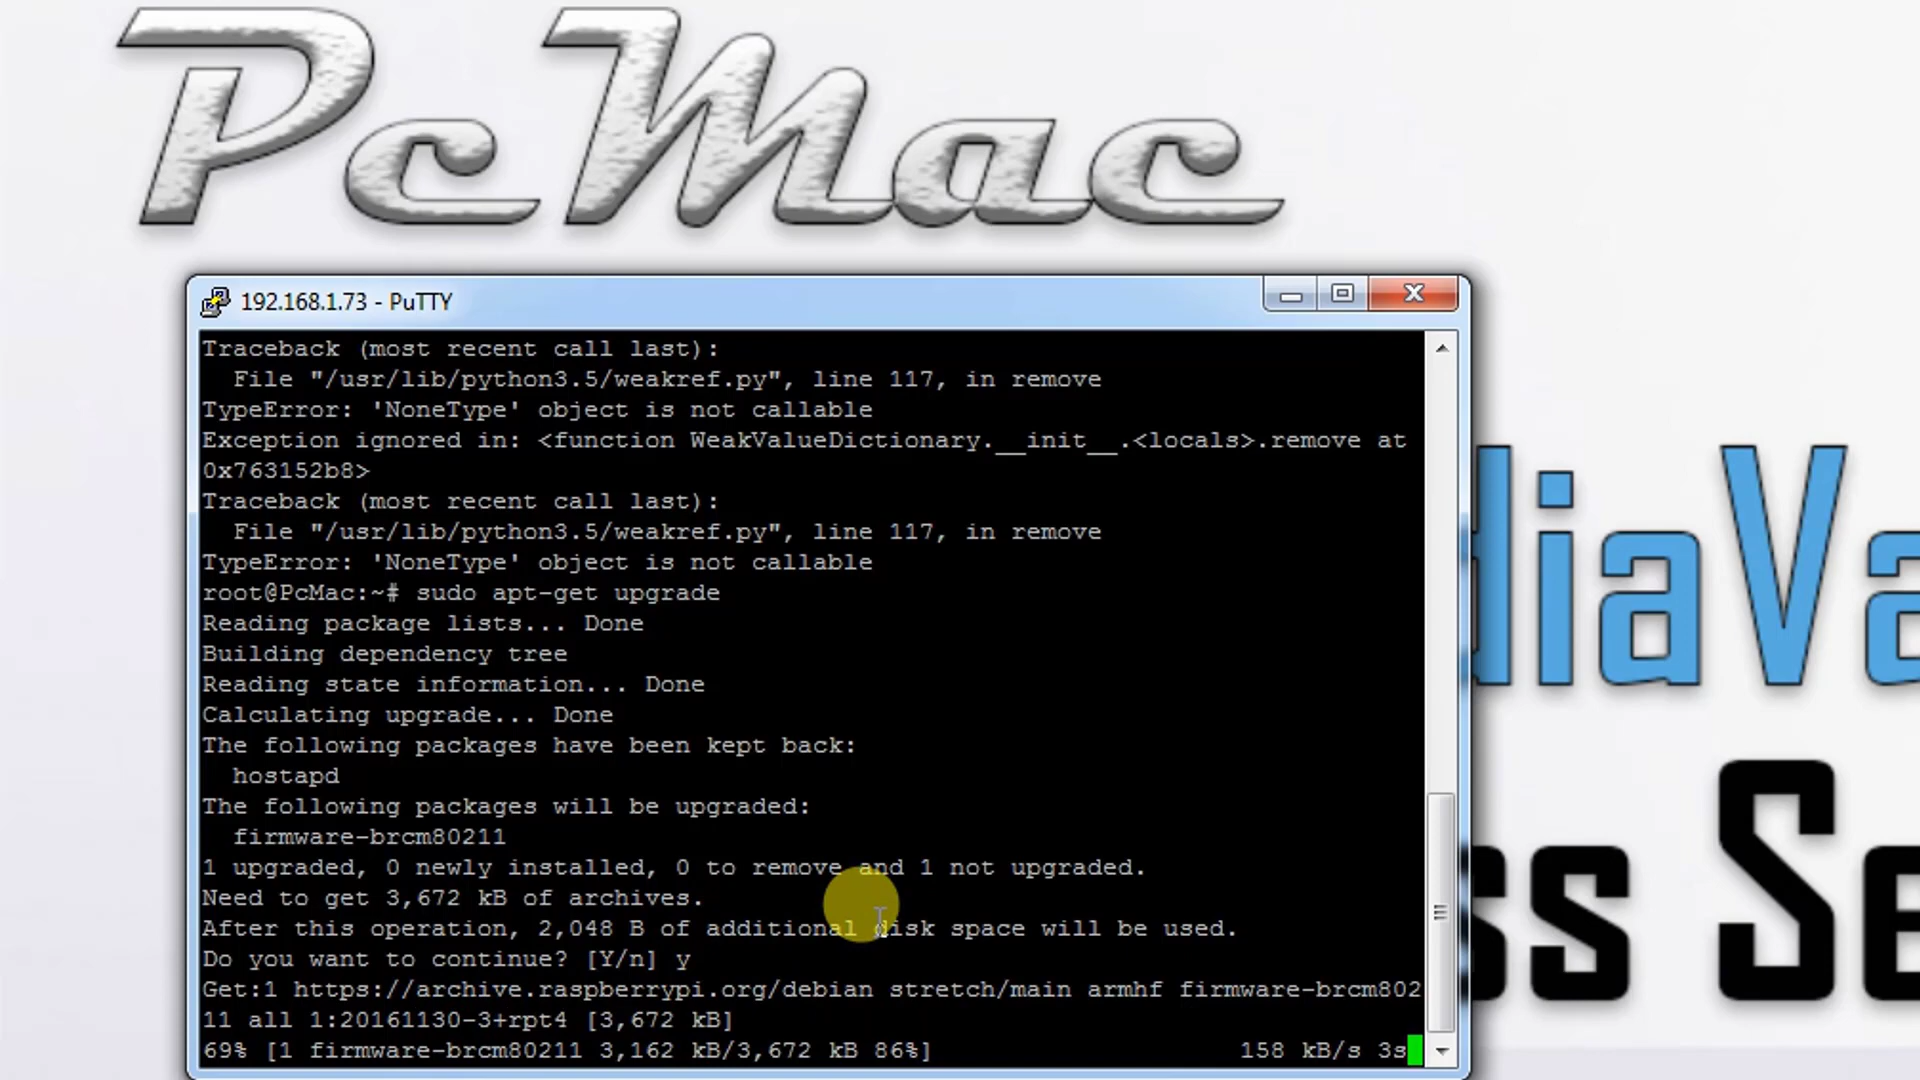 PcMac
192.168.1.73 - PuTTY
Traceback (most recent call last):
File "/usr/lib/python3.5/weakref.py", line 117, in remove
TypeError: 'NoneType' object is not callable
Exception ignored in: <function WeakValueDictionary.__init__.<locals>.remove at
0x763152b8>
Traceback (most recent call last):
File "/usr/lib/python3.5/weakref.py", line 117, in remove
TypeError: 'NoneType' object is not callable
root@PcMac:~# sudo apt-get upgrade
Reading package lists... Done
Building dependency tree
Reading state information... Done
Calculating upgrade... Done
The following packages have been kept back:
hostapd
The following packages will be upgraded:
firmware-brcm80211
1 upgraded, 0 newly installed, 0 to remove and 1 not upgraded.
Need to get 3,672 kB of archives.
After this operation, 2,048 B of additional disk space will be used.
Do you want to continue? [Y/n] y
Get:1 https://archive.raspberrypi.org/debian stretch/main armhf firmware-brcm802
11 all 1:20161130-3+rpt4 [3,672 kB]
69% [1 firmware-brcm80211 3,162 kB/3,672 kB 86%] 158 kB/s 3s
diaVa
ss Se